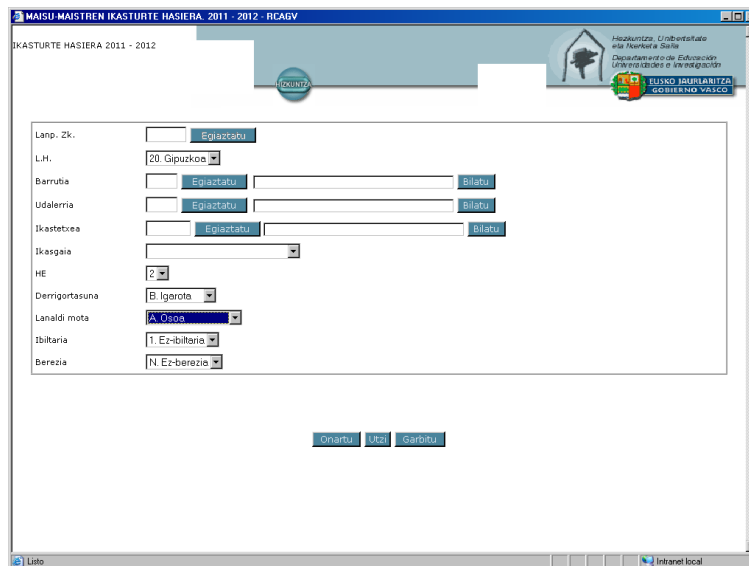 MAISU-MAISTREN IKASTURTE HASIERA. 2011 - 2012 - RCAGV
IKASTURTE HASIERA 2011 - 2012
Hezkuntza, Unibertsitate
eta Ikerketa Saila
Departamento de Educación
Universidades e Investigación
HIZKUNTZA
EUSKO JAURLARITZA
GOBIERNO VASCO
Lanp. Zk. Egiaztatu
L.H. 20. Gipuzkoa
Barrutia Egiaztatu Bilatu
Udalerria Egiaztatu Bilatu
Ikastetxea Egiaztatu Bilatu
Ikasgaia
HE 2
Derrigortasuna B. Igarota
Lanaldi mota A. Osoa
Ibiltaria 1. Ez-ibiltaria
Berezia N. Ez-berezia
Onartu Utzi Garbitu
Listo Intranet local